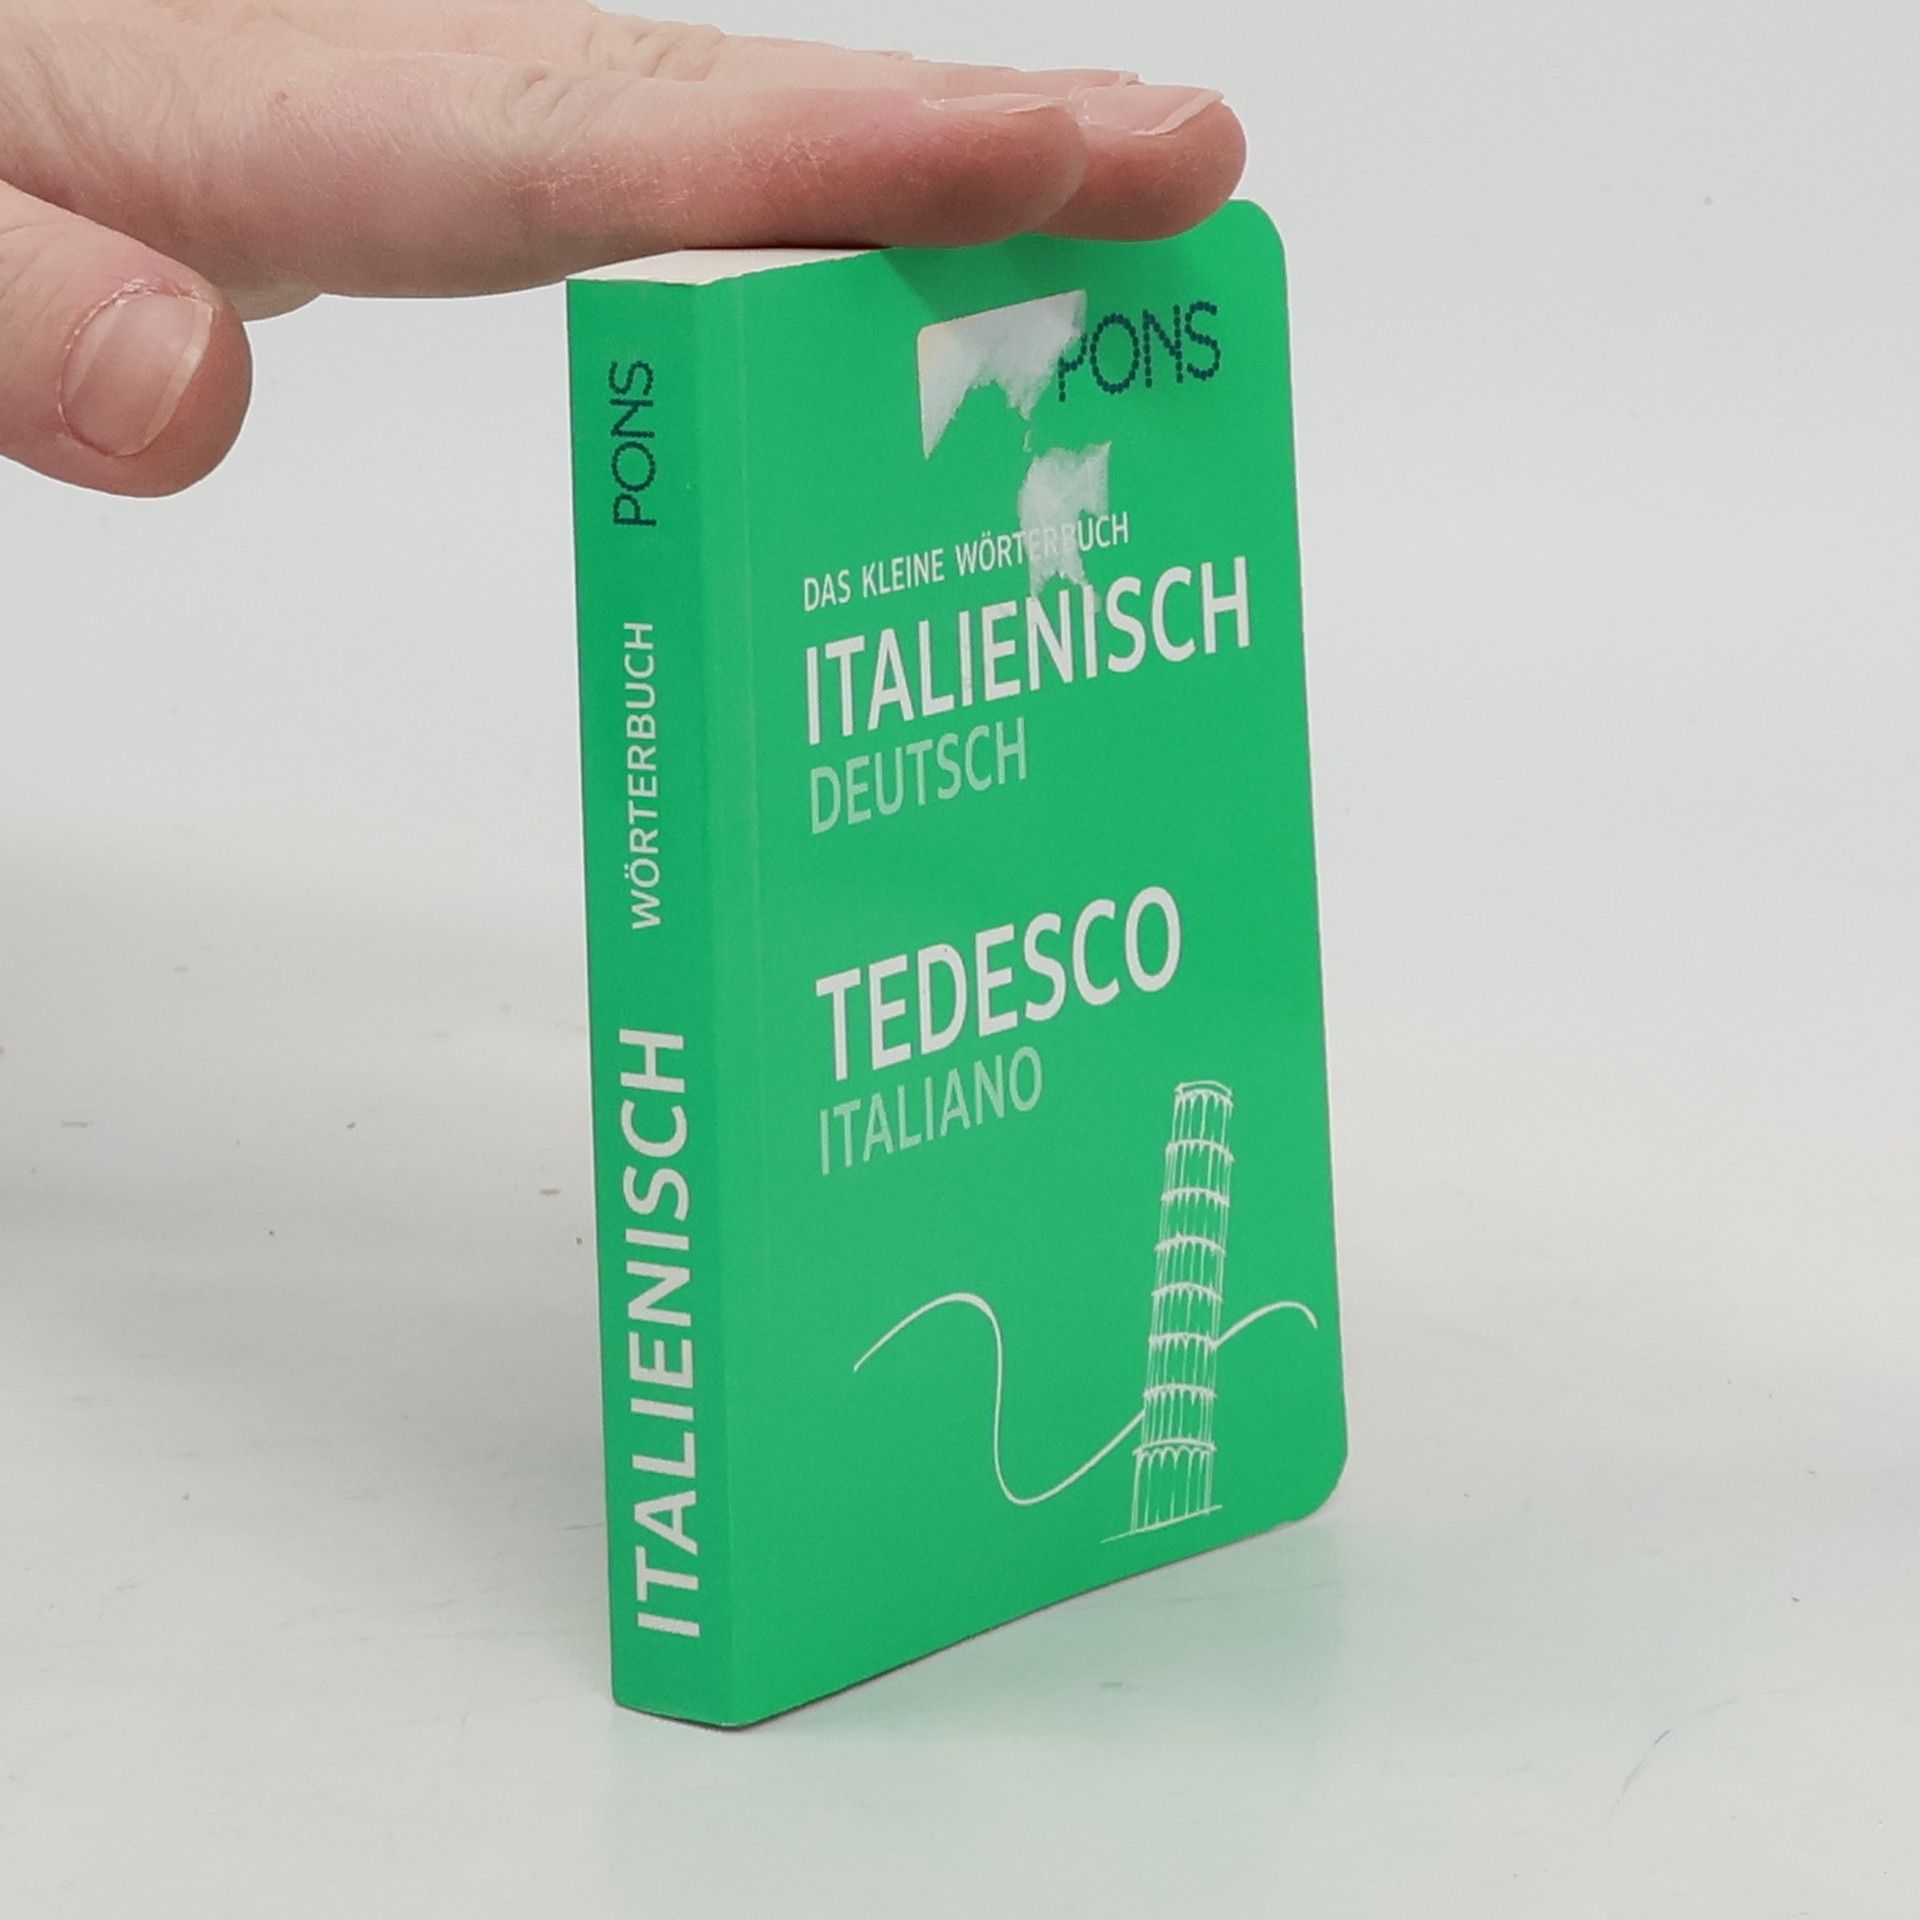 PONS
WÖRTERBUCH
ITALIENISCH
PONS
DAS KLEINE WÖRTERBUCH
ITALIENISCH
DEUTSCH
TEDESCO
ITALIANO